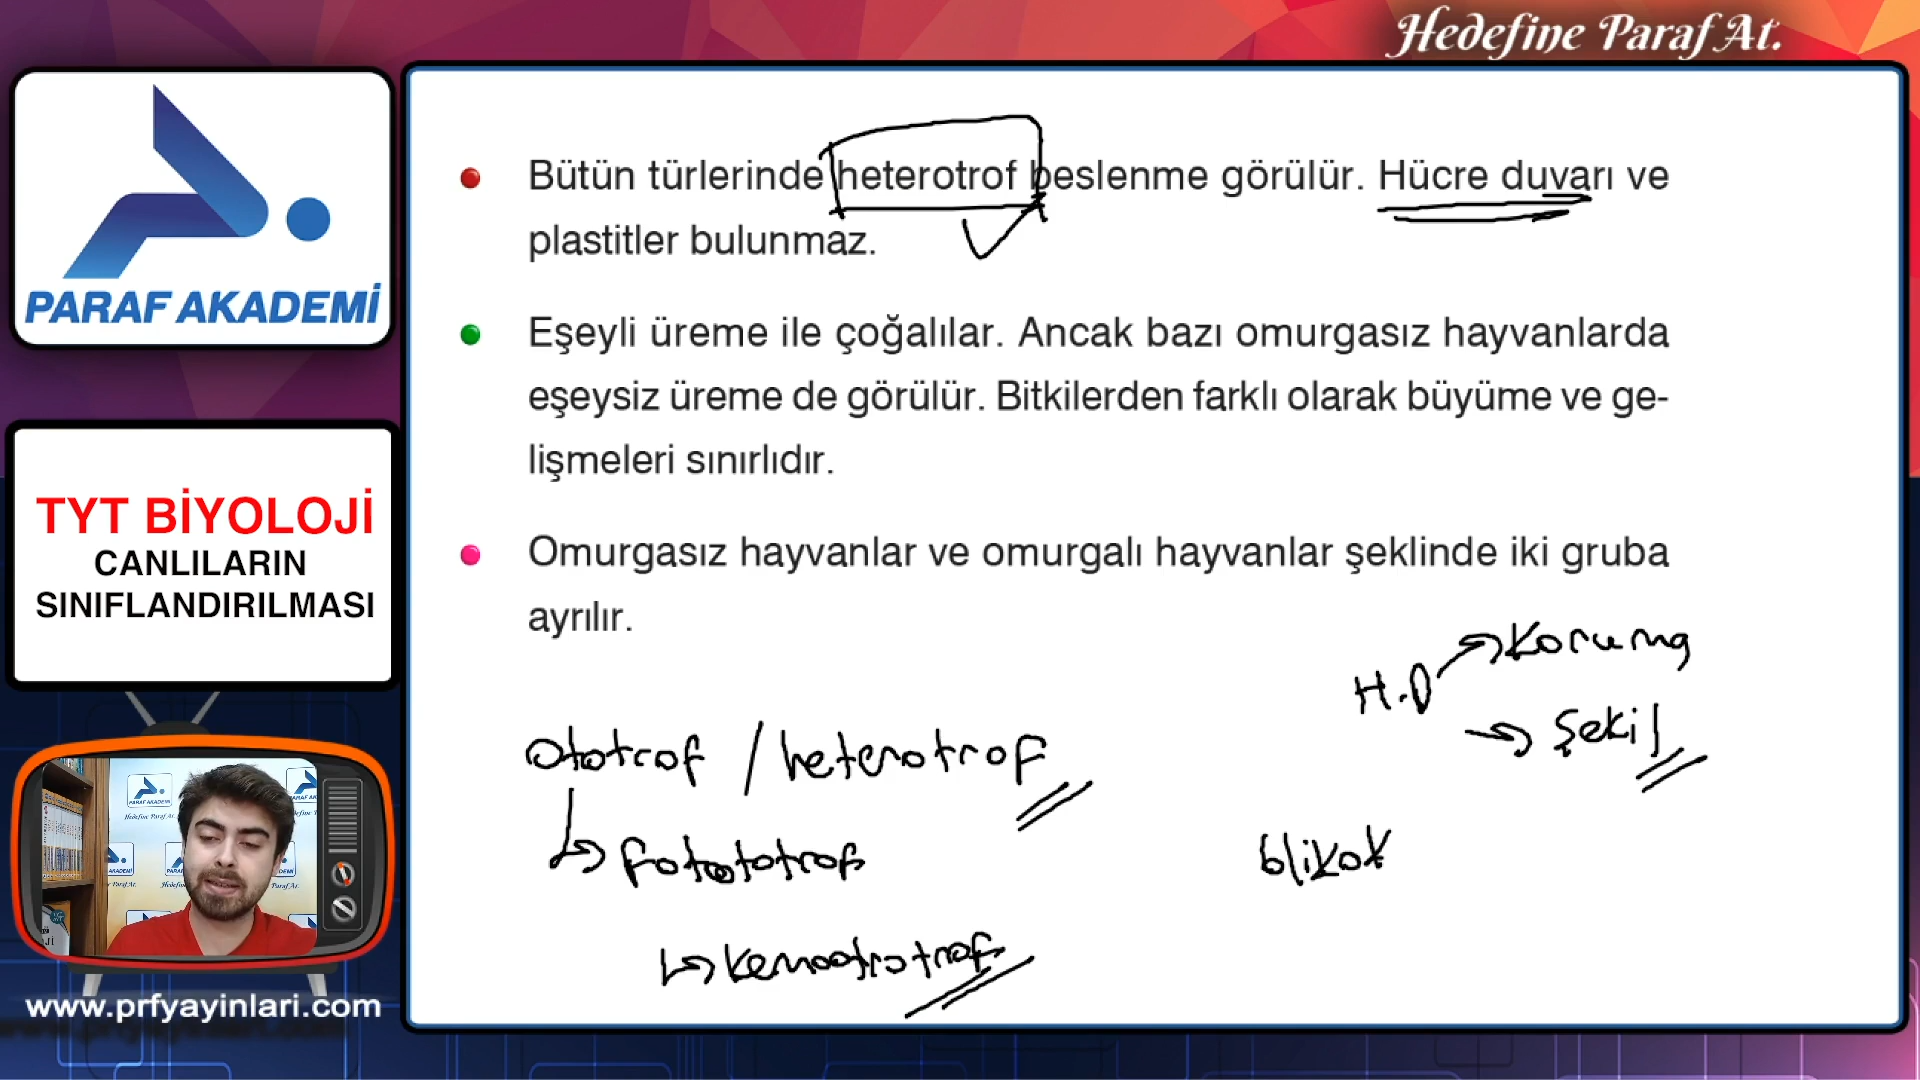 Hedefine Paraf At.
PARAF AKADEMİ
TYT BİYOLOJİ
CANLILARIN
SINIFLANDIRILMASI
www.prfyayinlari.com
Bütün türlerinde heterotrof beslenme görülür. Hücre duvarı ve
plastitler bulunmaz.
Eşeyli üreme ile çoğalılar. Ancak bazı omurgasız hayvanlarda
eşeysiz üreme de görülür. Bitkilerden farklı olarak büyüme ve ge-
lişmeleri sınırlıdır.
Omurgasız hayvanlar ve omurgalı hayvanlar şeklinde iki gruba
ayrılır.
H.D → Koruma
→ Şekil
ototrof / heterotrof
→ fotototrof
→ kemoototrof